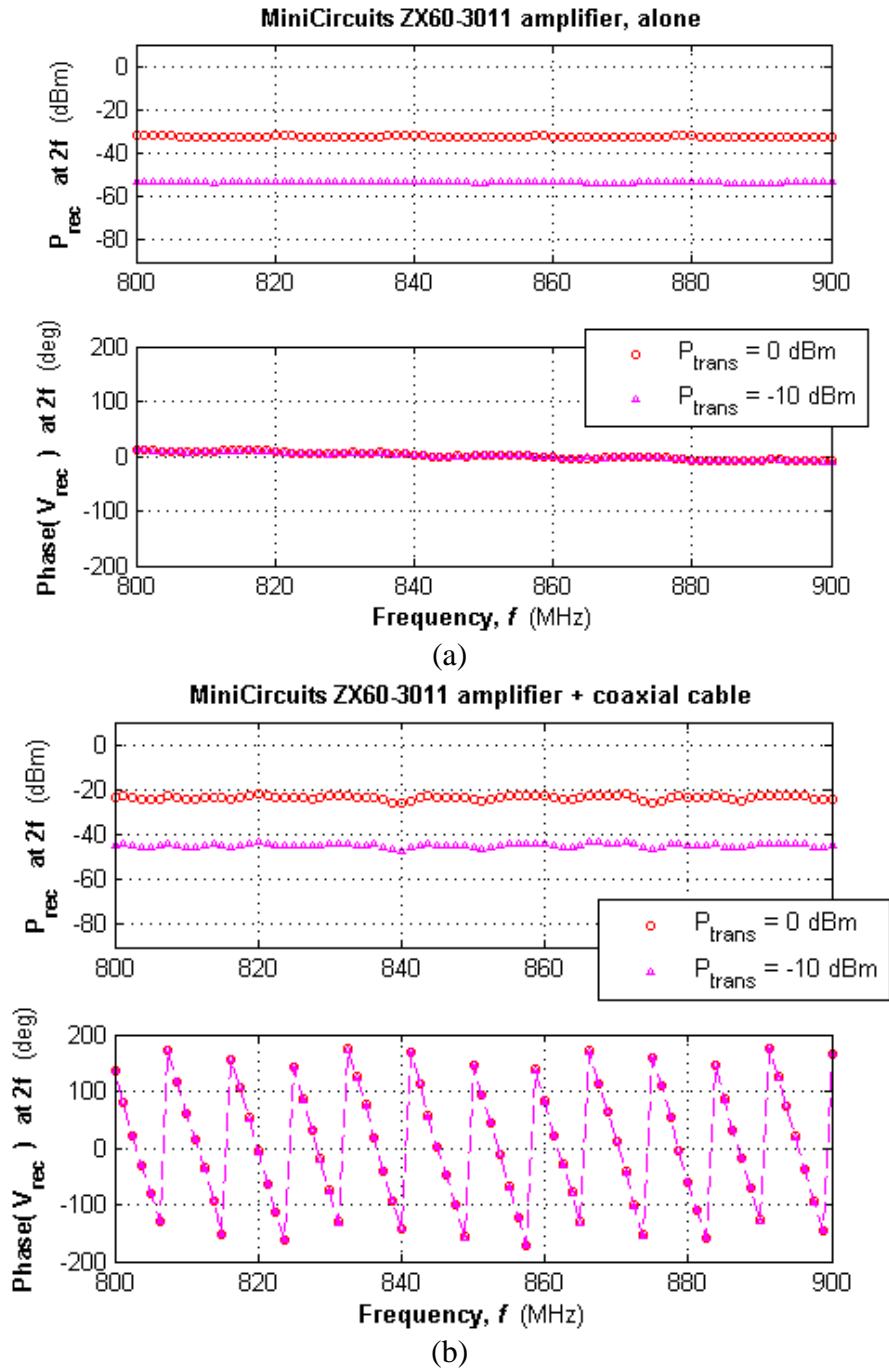 MiniCircuits ZX60-3011 amplifier, alone
P_rec at 2f (dBm)
0
-20
-40
-60
-80
800 820 840 860 880 900
Phase( V_rec ) at 2f (deg)
200
100
0
-100
-200
P_trans = 0 dBm
P_trans = -10 dBm
800 820 840 860 880 900
Frequency, f (MHz)
(a)
MiniCircuits ZX60-3011 amplifier + coaxial cable
P_rec at 2f (dBm)
0
-20
-40
-60
-80
P_trans = 0 dBm
P_trans = -10 dBm
800 820 840 860
Phase( V_rec ) at 2f (deg)
200
100
0
-100
-200
800 820 840 860 880 900
Frequency, f (MHz)
(b)